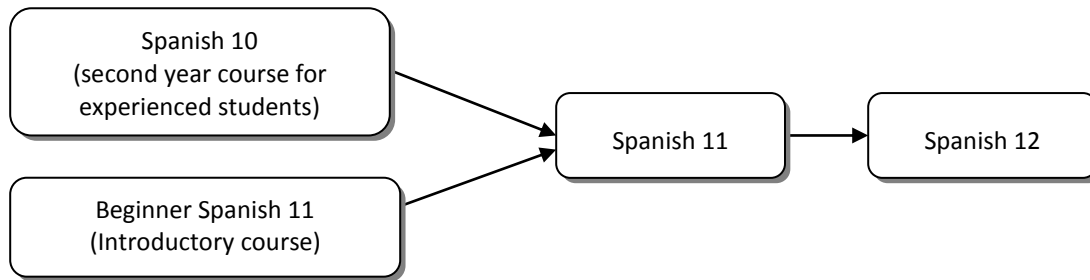 Spanish 10
(second year course for
experienced students)
Beginner Spanish 11
(Introductory course)
Spanish 11
Spanish 12